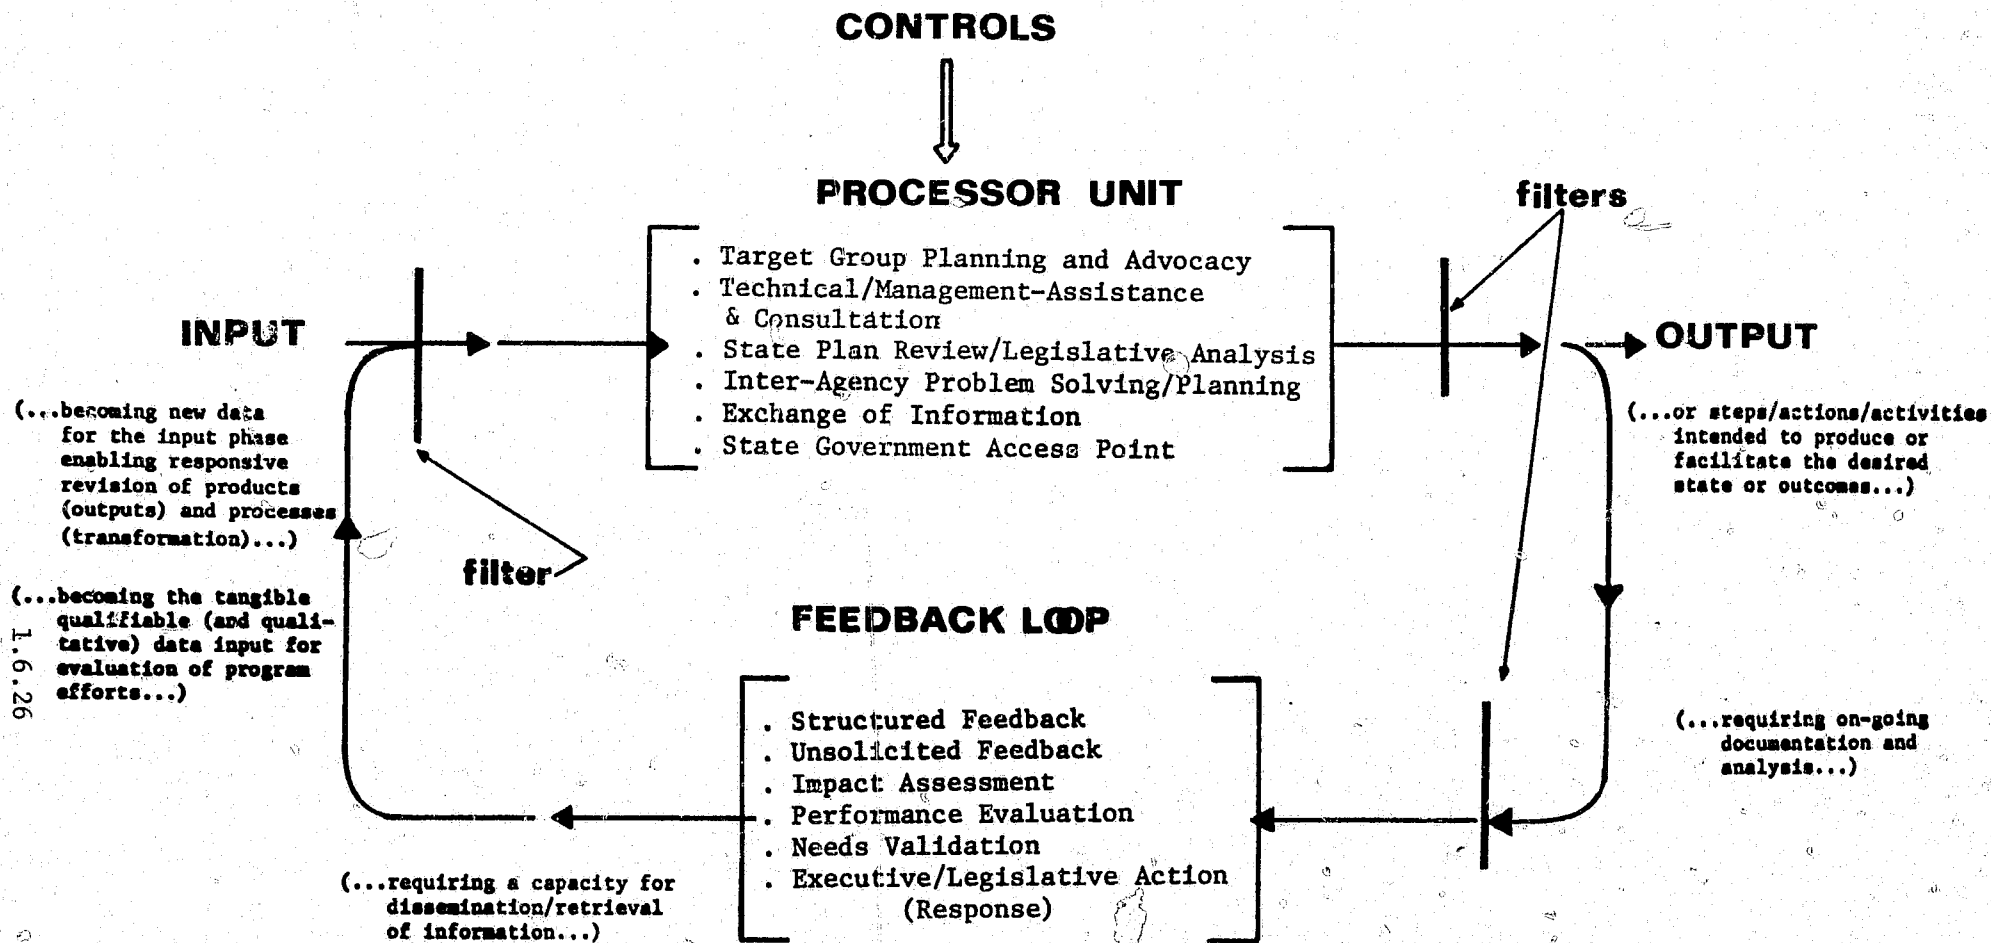 CONTROLS
PROCESSOR UNIT
. Target Group Planning and Advocacy
. Technical/Management-Assistance
& Consultation
. State Plan Review/Legislative Analysis
. Inter-Agency Problem Solving/Planning
. Exchange of Information
. State Government Access Point
filters
INPUT
OUTPUT
(...becoming new data
for the input phase
enabling responsive
revision of products
(outputs) and processes
(transformation)...)
(...or steps/actions/activities
intended to produce or
facilitate the desired
state or outcomes...)
filter
(...becoming the tangible
qualifiable (and quali-
tative) data input for
evaluation of program
efforts...)
1.6.26
FEEDBACK LOOP
. Structured Feedback
. Unsolicited Feedback
. Impact Assessment
. Performance Evaluation
. Needs Validation
. Executive/Legislative Action
(Response)
(...requiring on-going
documentation and
analysis...)
(...requiring a capacity for
dissemination/retrieval
of information...)